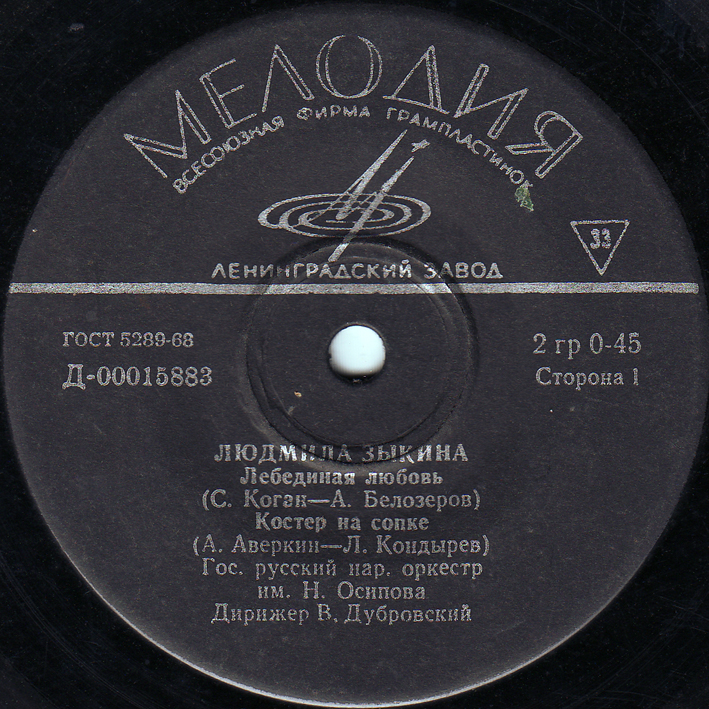 МЕЛОДИЯ
ВСЕСОЮЗНАЯ ФИРМА ГРАМПЛАСТИНОК
33
ЛЕНИНГРАДСКИЙ ЗАВОД
ГОСТ 5289-68
2 гр 0-45
Д-00015883
Сторона 1
ЛЮДМИЛА ЗЫКИНА
Лебединая любовь
(С. Коган—А. Белозеров)
Костер на сопке
(А. Аверкин—Л. Кондырев)
Гос. русский нар. оркестр
им. Н. Осипова
Дирижер В. Дубровский